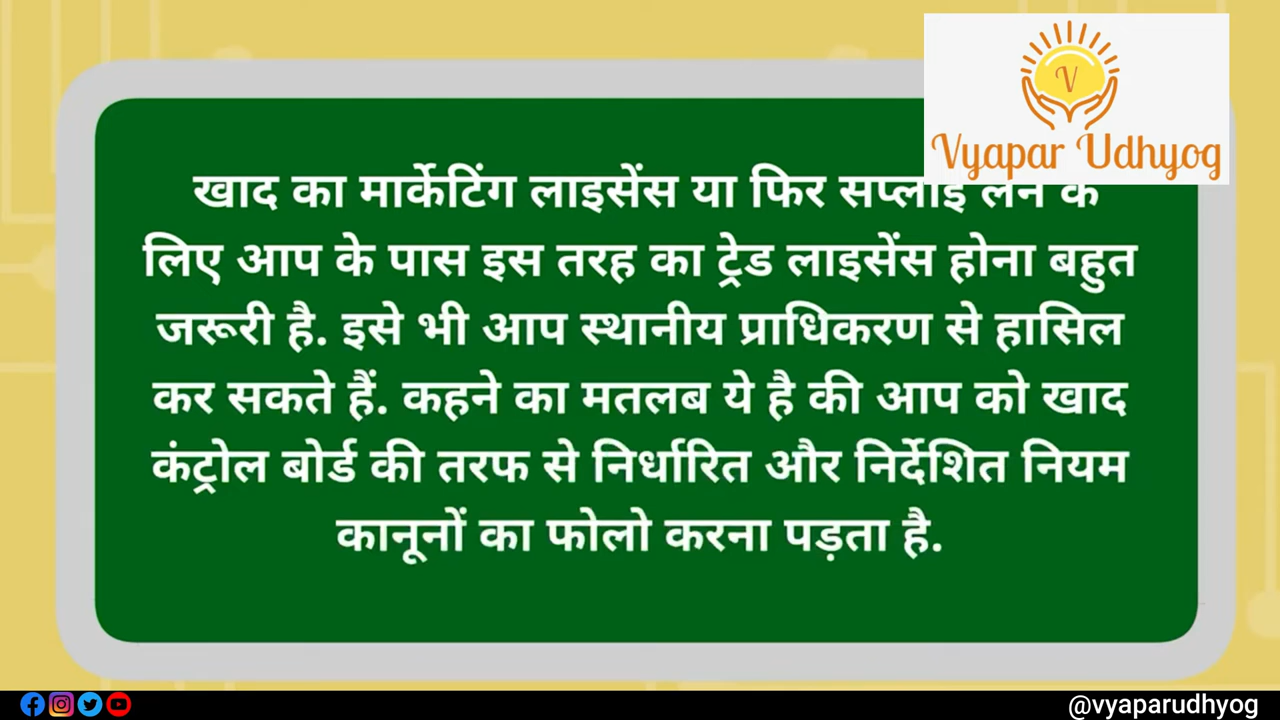 V
Vyapar Udhyog
खाद का मार्केटिंग लाइसेंस या फिर सप्लाई लेने के
लिए आप के पास इस तरह का ट्रेड लाइसेंस होना बहुत
जरूरी है. इसे भी आप स्थानीय प्राधिकरण से हासिल
कर सकते हैं. कहने का मतलब ये है की आप को खाद
कंट्रोल बोर्ड की तरफ से निर्धारित और निर्देशित नियम
कानूनों का फोलो करना पड़ता है.
@vyaparudhyog